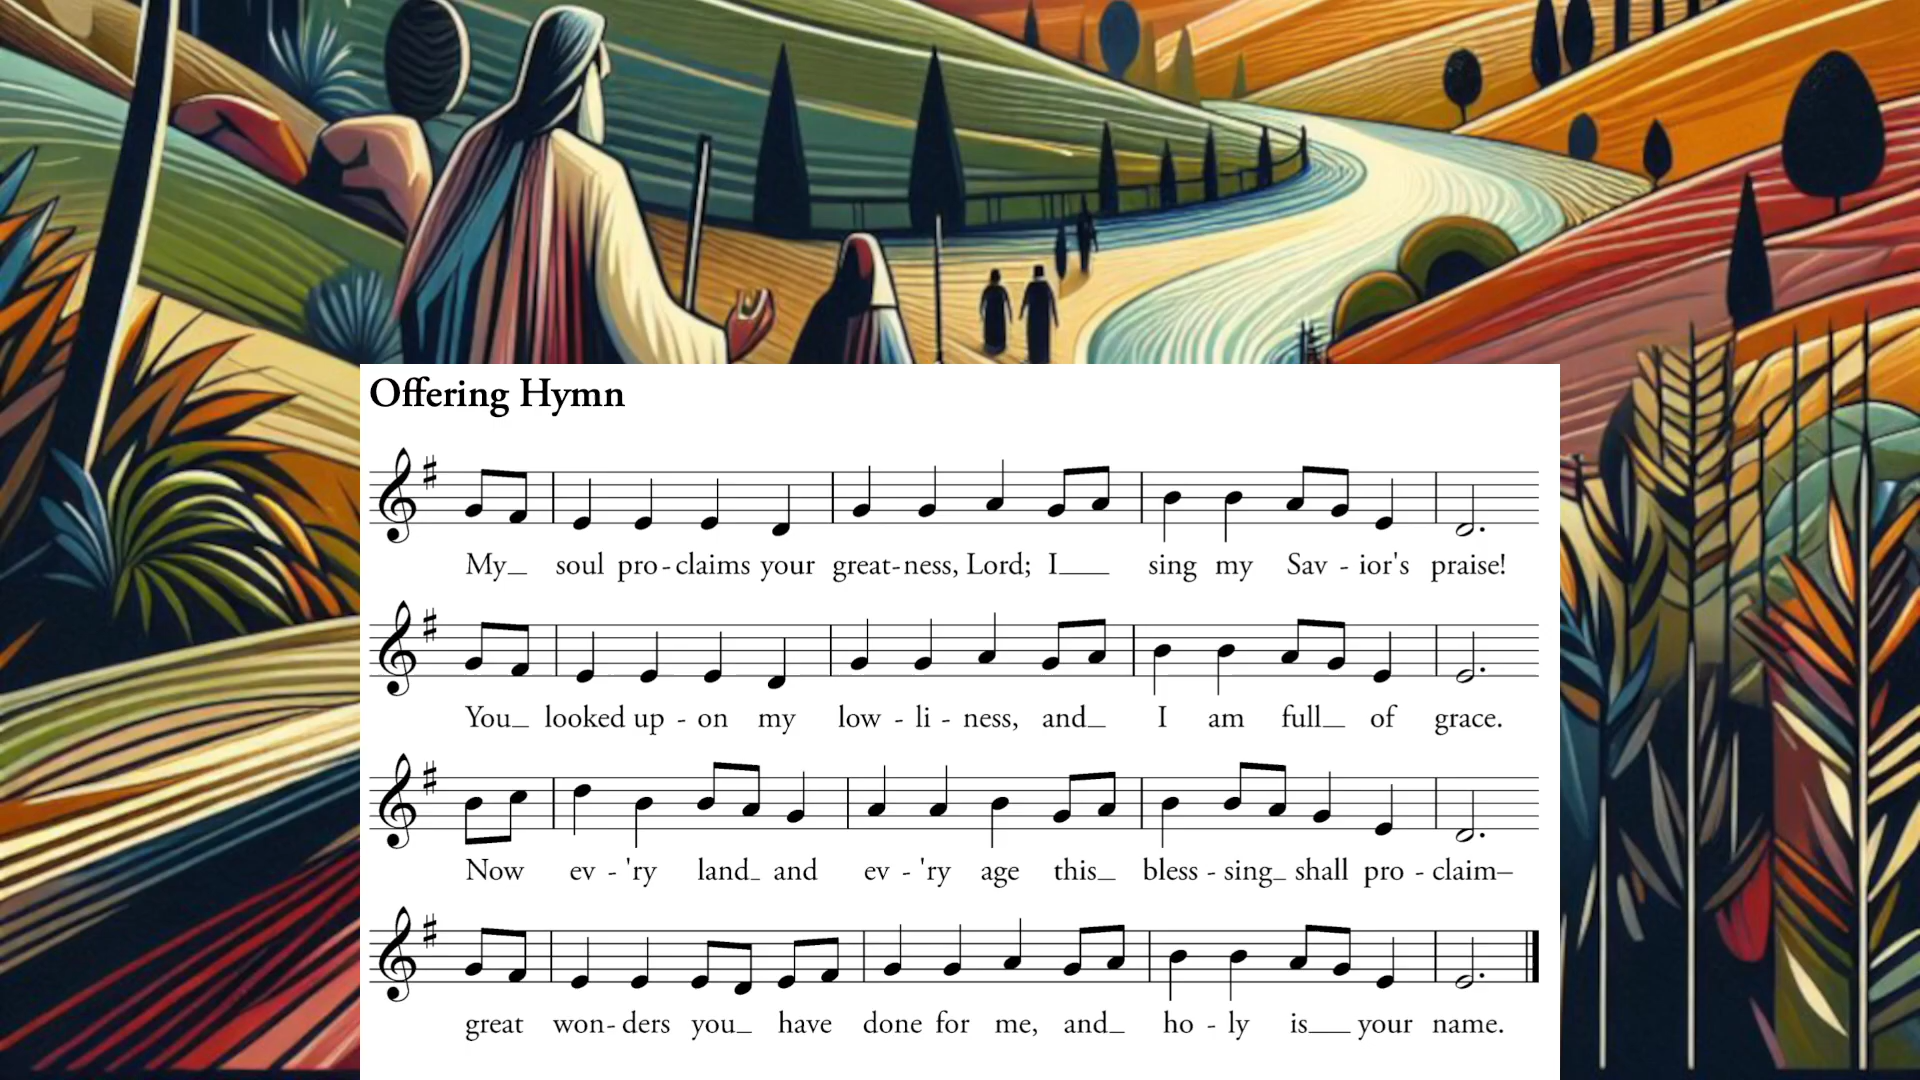 Offering Hymn
My_ soul pro-claims your great-ness, Lord; I___ sing my Sav - ior's praise!
You_ looked up - on my low - li - ness, and_ I am full_ of grace.
Now ev - 'ry land_ and ev - 'ry age this_ bless - sing_ shall pro - claim–
great won- ders you_ have done for me, and_ ho - ly is___ your name.